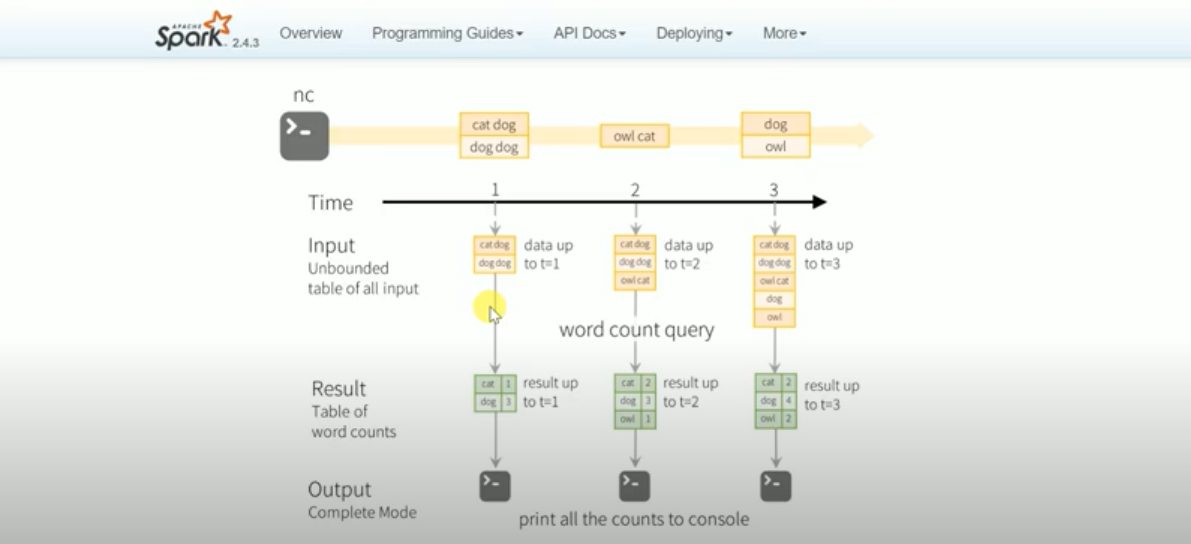 APACHE
Spark 2.4.3 Overview Programming Guides API Docs Deploying More
nc
cat dog
dog dog
owl cat
dog
owl
Time 1 2 3
Input
Unbounded
table of all input
cat dog
dog dog
data up
to t=1
cat dog
dog dog
owl cat
data up
to t=2
cat dog
dog dog
owl cat
dog
owl
data up
to t=3
word count query
Result
Table of
word counts
cat 1
dog 3
result up
to t=1
cat 2
dog 3
owl 1
result up
to t=2
cat 2
dog 4
owl 2
result up
to t=3
Output
Complete Mode
print all the counts to console